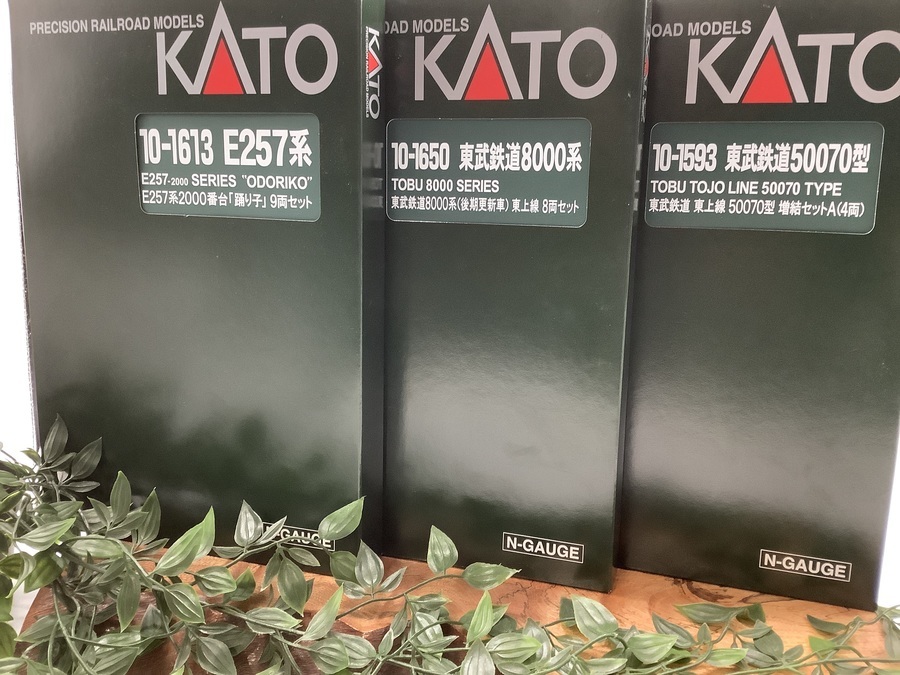 PRECISION RAILROAD MODELS
KATO
10-1613 E257系
E257-2000 SERIES "ODORIKO"
E257系2000番台「踊り子」9両セット
N-GAUGE
KATO
OAD MODELS
KATO
10-1650 東武鉄道8000系
TOBU 8000 SERIES
東武鉄道8000系(後期更新車) 東上線 8両セット
N-GAUGE
OAD MODELS
KATO
10-1593 東武鉄道50070型
TOBU TOJO LINE 50070 TYPE
東武鉄道 東上線 50070型 増結セットA(4両)
N-GAUGE